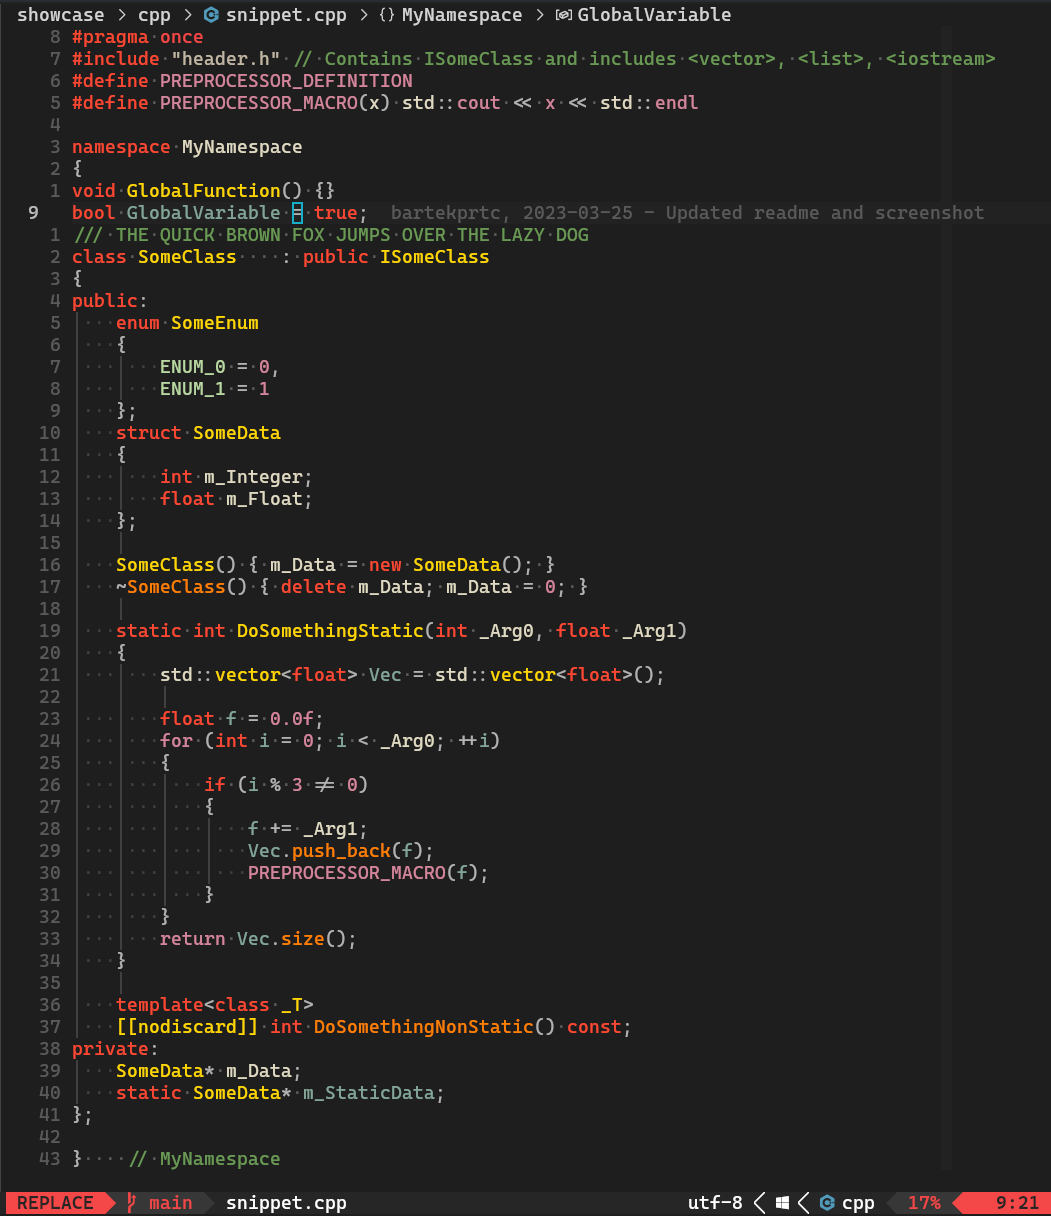 showcase > cpp > snippet.cpp > {} MyNamespace > GlobalVariable
8 #pragma once
7 #include "header.h" // Contains ISomeClass and includes <vector>, <list>, <iostream>
6 #define PREPROCESSOR_DEFINITION
5 #define PREPROCESSOR_MACRO(x) std::cout << x << std::endl
4
3 namespace MyNamespace
2 {
1 void GlobalFunction() {}
9 bool GlobalVariable = true; bartekprtc, 2023-03-25 - Updated readme and screenshot
1 /// THE QUICK BROWN FOX JUMPS OVER THE LAZY DOG
2 class SomeClass : public ISomeClass
3 {
4 public:
5 enum SomeEnum
6 {
7 ENUM_0 = 0,
8 ENUM_1 = 1
9 };
10 struct SomeData
11 {
12 int m_Integer;
13 float m_Float;
14 };
15
16 SomeClass() { m_Data = new SomeData(); }
17 ~SomeClass() { delete m_Data; m_Data = 0; }
18
19 static int DoSomethingStatic(int _Arg0, float _Arg1)
20 {
21 std::vector<float> Vec = std::vector<float>();
22
23 float f = 0.0f;
24 for (int i = 0; i < _Arg0; ++i)
25 {
26 if (i % 3 != 0)
27 {
28 f += _Arg1;
29 Vec.push_back(f);
30 PREPROCESSOR_MACRO(f);
31 }
32 }
33 return Vec.size();
34 }
35
36 template<class _T>
37 [[nodiscard]] int DoSomethingNonStatic() const;
38 private:
39 SomeData* m_Data;
40 static SomeData* m_StaticData;
41 };
42
43 } // MyNamespace
REPLACE main snippet.cpp utf-8 cpp 17% 9:21